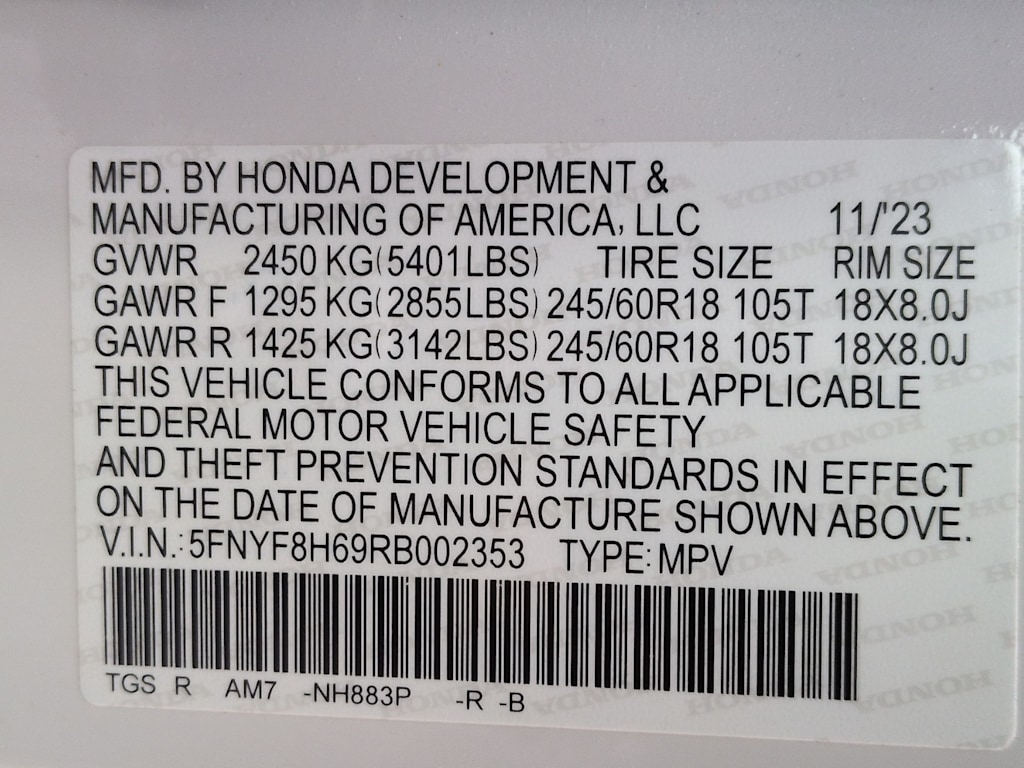 MFD. BY HONDA DEVELOPMENT &
MANUFACTURING OF AMERICA, LLC 11/'23
GVWR 2450 KG(5401LBS) TIRE SIZE RIM SIZE
GAWR F 1295 KG(2855LBS) 245/60R18 105T 18X8.0J
GAWR R 1425 KG(3142LBS) 245/60R18 105T 18X8.0J
THIS VEHICLE CONFORMS TO ALL APPLICABLE
FEDERAL MOTOR VEHICLE SAFETY
AND THEFT PREVENTION STANDARDS IN EFFECT
ON THE DATE OF MANUFACTURE SHOWN ABOVE.
V.I.N.: 5FNYF8H69RB002353 TYPE: MPV
TGS R AM7 -NH883P -R -B